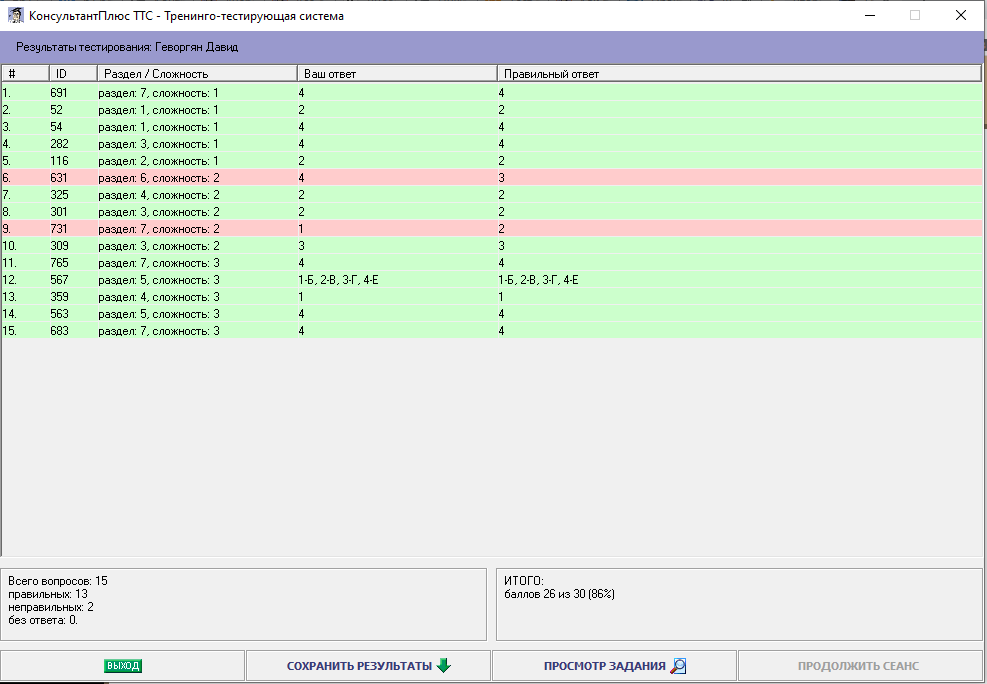 КонсультантПлюс ТТС - Тренинго-тестирующая система
Результаты тестирования: Геворгян Давид
# ID Раздел / Сложность Ваш ответ Правильный ответ
1. 691 раздел: 7, сложность: 1 4 4
2. 52 раздел: 1, сложность: 1 2 2
3. 54 раздел: 1, сложность: 1 4 4
4. 282 раздел: 3, сложность: 1 4 4
5. 116 раздел: 2, сложность: 1 2 2
6. 631 раздел: 6, сложность: 2 4 3
7. 325 раздел: 4, сложность: 2 2 2
8. 301 раздел: 3, сложность: 2 2 2
9. 731 раздел: 7, сложность: 2 1 2
10. 309 раздел: 3, сложность: 2 3 3
11. 765 раздел: 7, сложность: 3 4 4
12. 567 раздел: 5, сложность: 3 1-Б, 2-В, 3-Г, 4-Е 1-Б, 2-В, 3-Г, 4-Е
13. 359 раздел: 4, сложность: 3 1 1
14. 563 раздел: 5, сложность: 3 4 4
15. 683 раздел: 7, сложность: 3 4 4
Всего вопросов: 15
правильных: 13
неправильных: 2
без ответа: 0.
ИТОГО:
баллов 26 из 30 (86%)
ВЫХОД СОХРАНИТЬ РЕЗУЛЬТАТЫ ПРОСМОТР ЗАДАНИЯ ПРОДОЛЖИТЬ СЕАНС